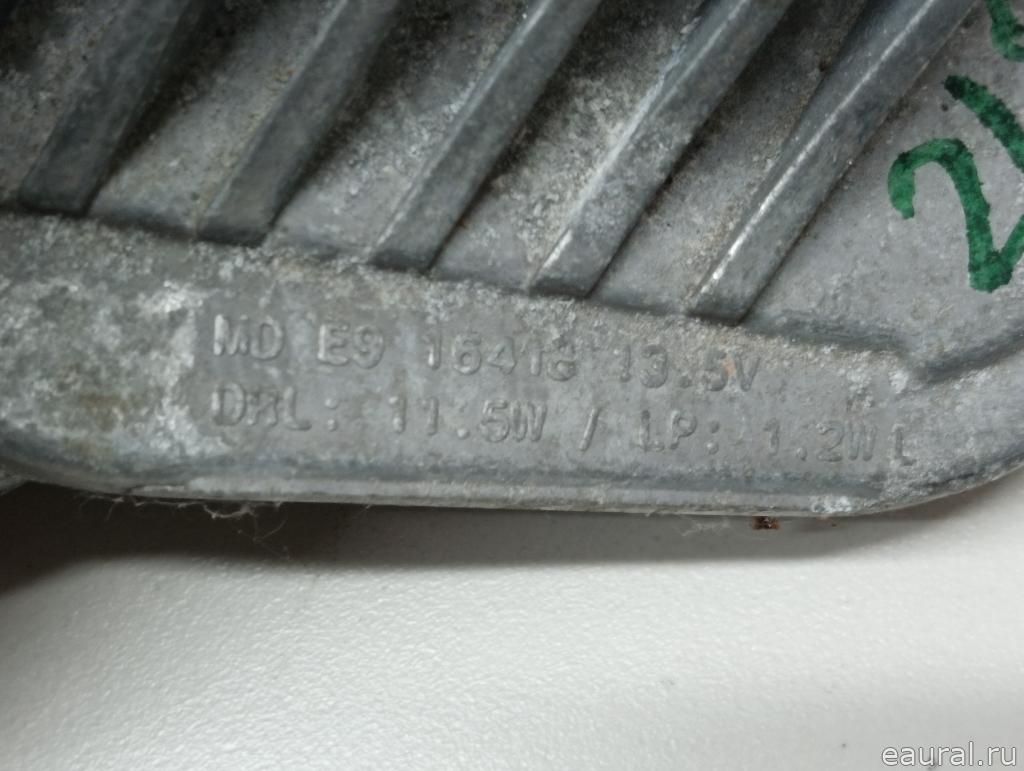 MD E9 16418 13.5V
DRL: 11.5W / LP: 1.2W L
eaural.ru